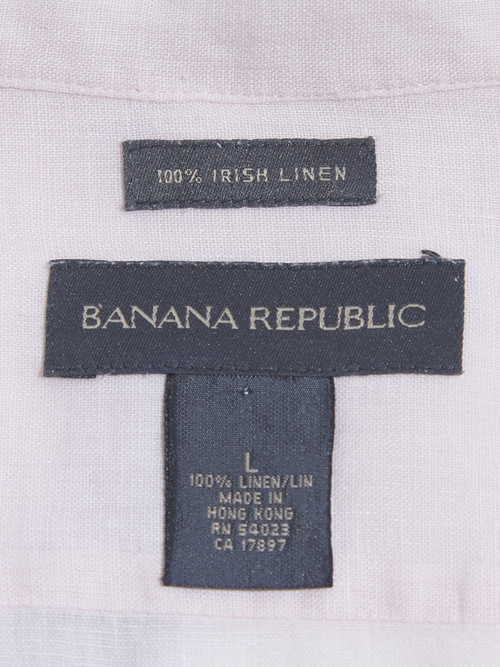 100% IRISH LINEN
BANANA REPUBLIC
L
100% LINEN/LIN
MADE IN
HONG KONG
RN 54023
CA 17897